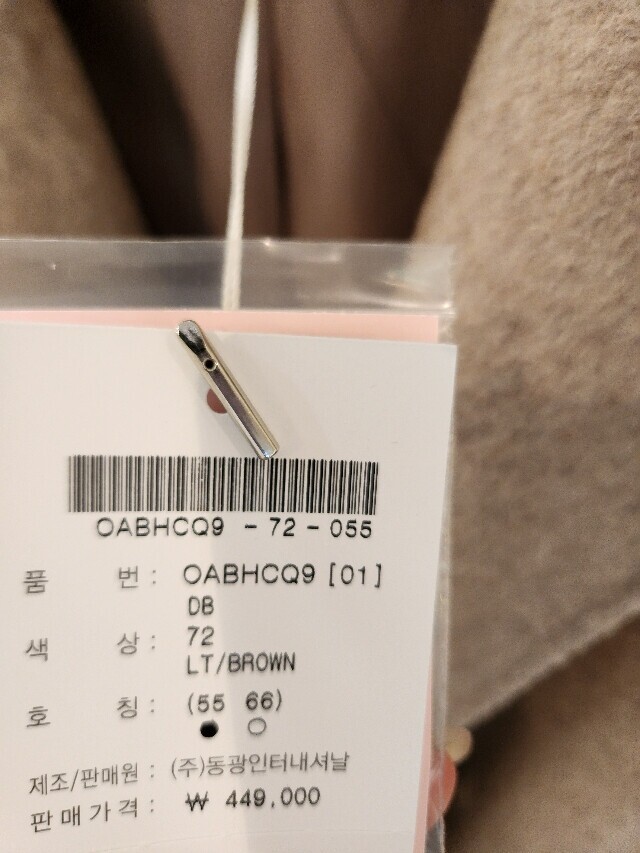 OABHCQ9 - 72 - 055
품 번 : OABHCQ9 [01]
DB
색 상 : 72
LT/BROWN
호 칭 : (55 66)
제조/판매원 : (주)동광인터내셔날
판매가격 : ₩ 449,000